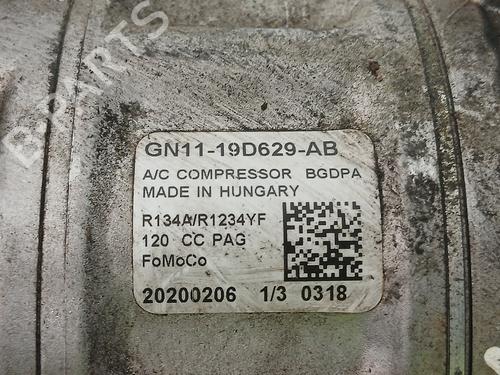 B-PARTS
GN11-19D629-AB
A/C COMPRESSOR BGDPA
MADE IN HUNGARY
R134A/R1234YF
120 CC PAG
FoMoCo
20200206 1/3 0318